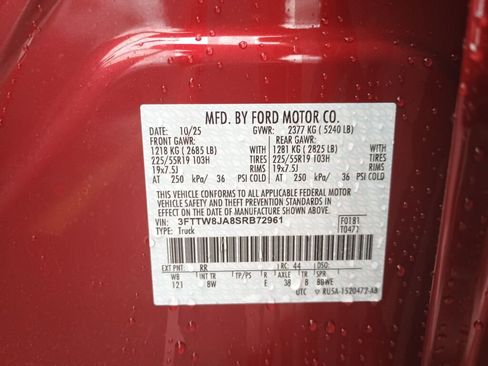 MFD. BY FORD MOTOR CO.
DATE: 10/25 GVWR: 2377 KG ( 5240 LB)
FRONT GAWR: REAR GAWR:
1218 KG ( 2685 LB) WITH 1281 KG ( 2825 LB) WITH
225/55R19 103H TIRES 225/55R19 103H TIRES
19x7.5J RIMS 19x7.5J RIMS
AT 250 kPa/ 36 PSI COLD AT 250 kPa/ 36 PSI COLD
THIS VEHICLE CONFORMS TO ALL APPLICABLE FEDERAL MOTOR
VEHICLE SAFETY AND THEFT PREVENTION STANDARDS IN
EFFECT ON THE DATE OF MANUFACTURE SHOWN ABOVE.
VIN: 3FTTW8JA8SRB72961 F0181
TYPE: Truck T0471
EXT PNT: RR RC: 44 DSO:
WB INT TR TP/PS R AXLE TR SPR
121 BW E 38 8 BBWE
UTC RU5A-1520472-AB